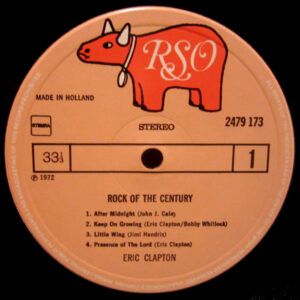 RSO
MADE IN HOLLAND
STEMRA
STEREO
2479 173
33⅓
1
℗ 1972
ROCK OF THE CENTURY
1. After Midnight (John J. Cale)
2. Keep On Growing (Eric Clapton/Bobby Whitlock)
3. Little Wing (Jimi Hendrix)
4. Presence of The Lord (Eric Clapton)
ERIC CLAPTON